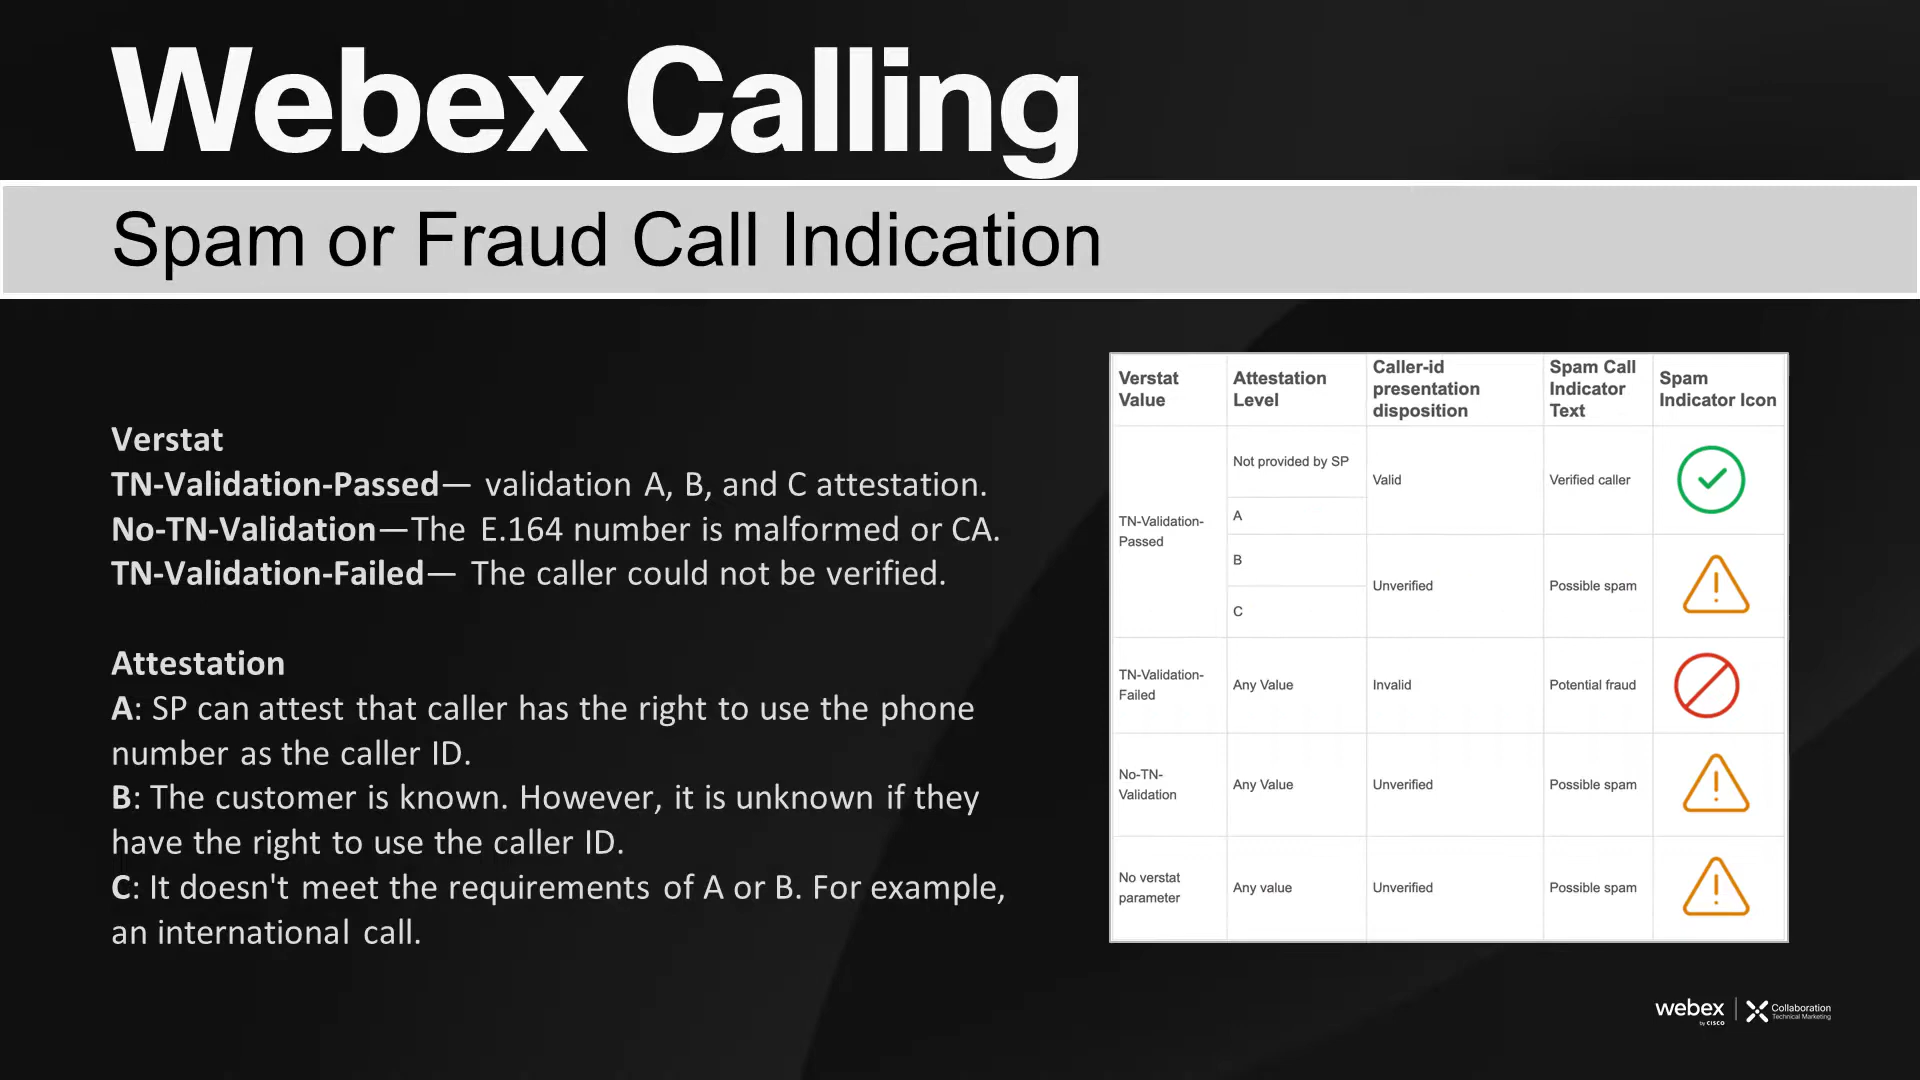 Webex Calling
Spam or Fraud Call Indication
Verstat
TN-Validation-Passed— validation A, B, and C attestation.
No-TN-Validation—The E.164 number is malformed or CA.
TN-Validation-Failed— The caller could not be verified.
Attestation
A: SP can attest that caller has the right to use the phone
number as the caller ID.
B: The customer is known. However, it is unknown if they
have the right to use the caller ID.
C: It doesn't meet the requirements of A or B. For example,
an international call.
Verstat
Value
Attestation
Level
Caller-id
presentation
disposition
Spam Call
Indicator
Text
Spam
Indicator Icon
TN-Validation-
Passed
Not provided by SP
A
Valid
Verified caller
B
C
Unverified
Possible spam
TN-Validation-
Failed
Any Value
Invalid
Potential fraud
No-TN-
Validation
Any Value
Unverified
Possible spam
No verstat
parameter
Any value
Unverified
Possible spam
webex
by CISCO
Collaboration
Technical Marketing